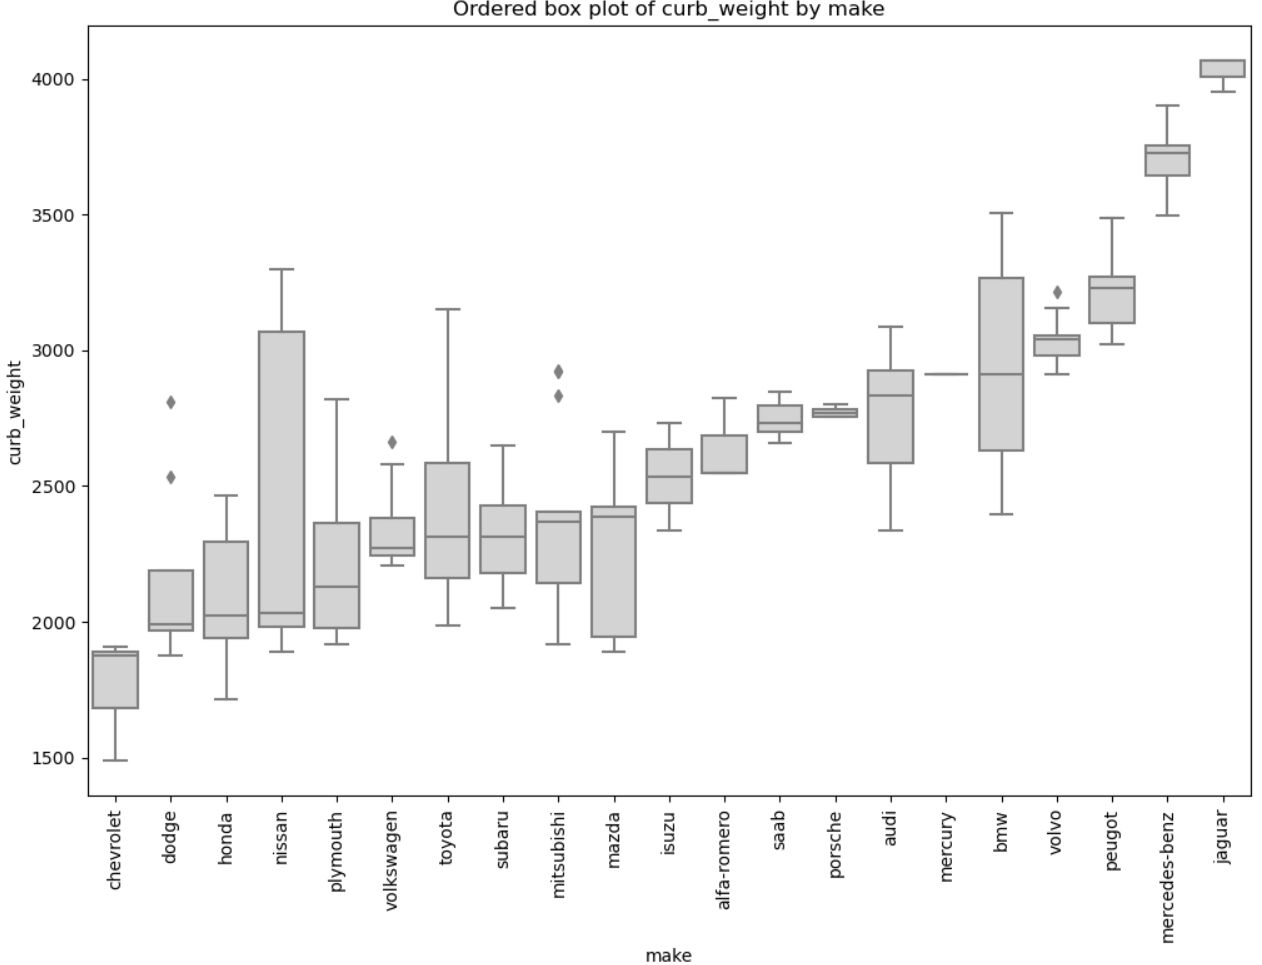 Ordered box plot of curb_weight by make
curb_weight
4000
3500
3000
2500
2000
1500
chevrolet
dodge
honda
nissan
plymouth
volkswagen
toyota
subaru
mitsubishi
mazda
isuzu
alfa-romero
saab
porsche
audi
mercury
bmw
volvo
peugot
mercedes-benz
jaguar
make